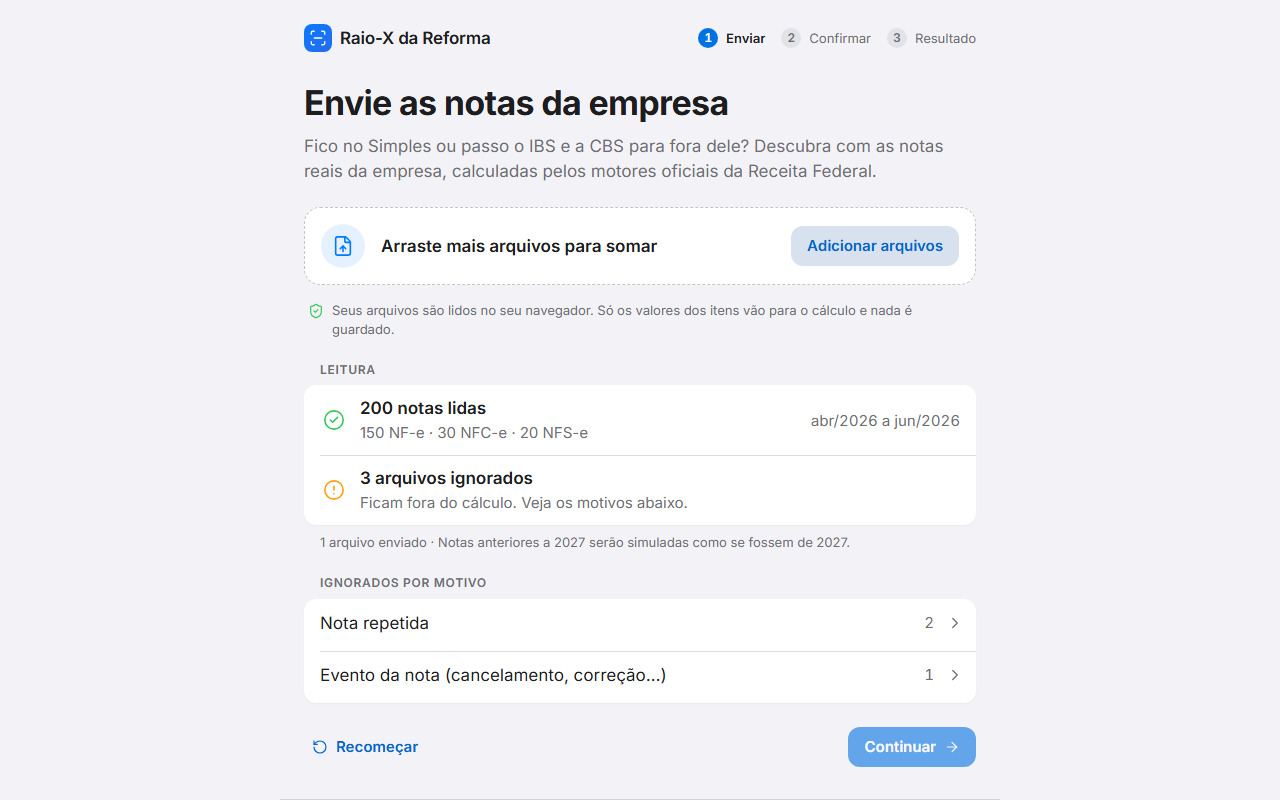 Raio-X da Reforma
1 Enviar 2 Confirmar 3 Resultado
Envie as notas da empresa
Fico no Simples ou passo o IBS e a CBS para fora dele? Descubra com as notas
reais da empresa, calculadas pelos motores oficiais da Receita Federal.
Arraste mais arquivos para somar
Adicionar arquivos
Seus arquivos são lidos no seu navegador. Só os valores dos itens vão para o cálculo e nada é
guardado.
LEITURA
200 notas lidas
150 NF-e · 30 NFC-e · 20 NFS-e
abr/2026 a jun/2026
3 arquivos ignorados
Ficam fora do cálculo. Veja os motivos abaixo.
1 arquivo enviado · Notas anteriores a 2027 serão simuladas como se fossem de 2027.
IGNORADOS POR MOTIVO
Nota repetida 2
Evento da nota (cancelamento, correção...) 1
Recomeçar
Continuar